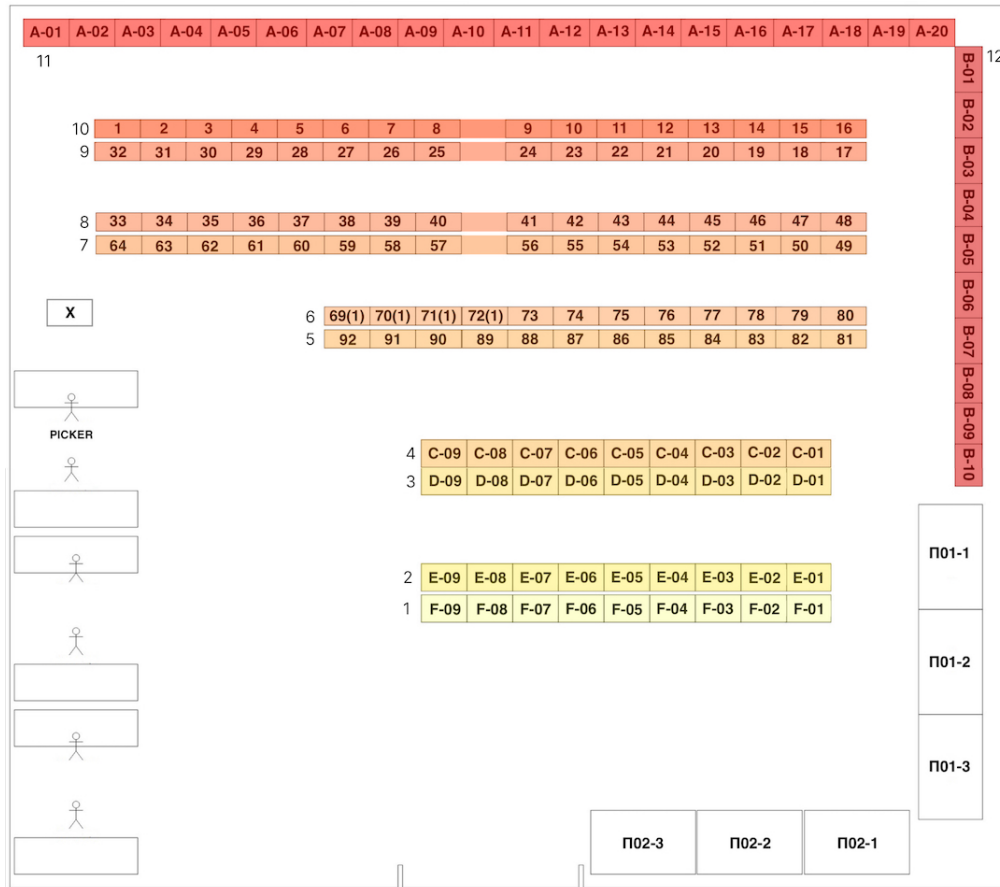 A-01 A-02 A-03 A-04 A-05 A-06 A-07 A-08 A-09 A-10 A-11 A-12 A-13 A-14 A-15 A-16 A-17 A-18 A-19 A-20
11
12
B-01
B-02
B-03
B-04
B-05
B-06
B-07
B-08
B-09
B-10
10 1 2 3 4 5 6 7 8 9 10 11 12 13 14 15 16
9 32 31 30 29 28 27 26 25 24 23 22 21 20 19 18 17
8 33 34 35 36 37 38 39 40 41 42 43 44 45 46 47 48
7 64 63 62 61 60 59 58 57 56 55 54 53 52 51 50 49
X
6 69(1) 70(1) 71(1) 72(1) 73 74 75 76 77 78 79 80
5 92 91 90 89 88 87 86 85 84 83 82 81
PICKER
4 C-09 C-08 C-07 C-06 C-05 C-04 C-03 C-02 C-01
3 D-09 D-08 D-07 D-06 D-05 D-04 D-03 D-02 D-01
2 E-09 E-08 E-07 E-06 E-05 E-04 E-03 E-02 E-01
1 F-09 F-08 F-07 F-06 F-05 F-04 F-03 F-02 F-01
П01-1
П01-2
П01-3
П02-3 П02-2 П02-1